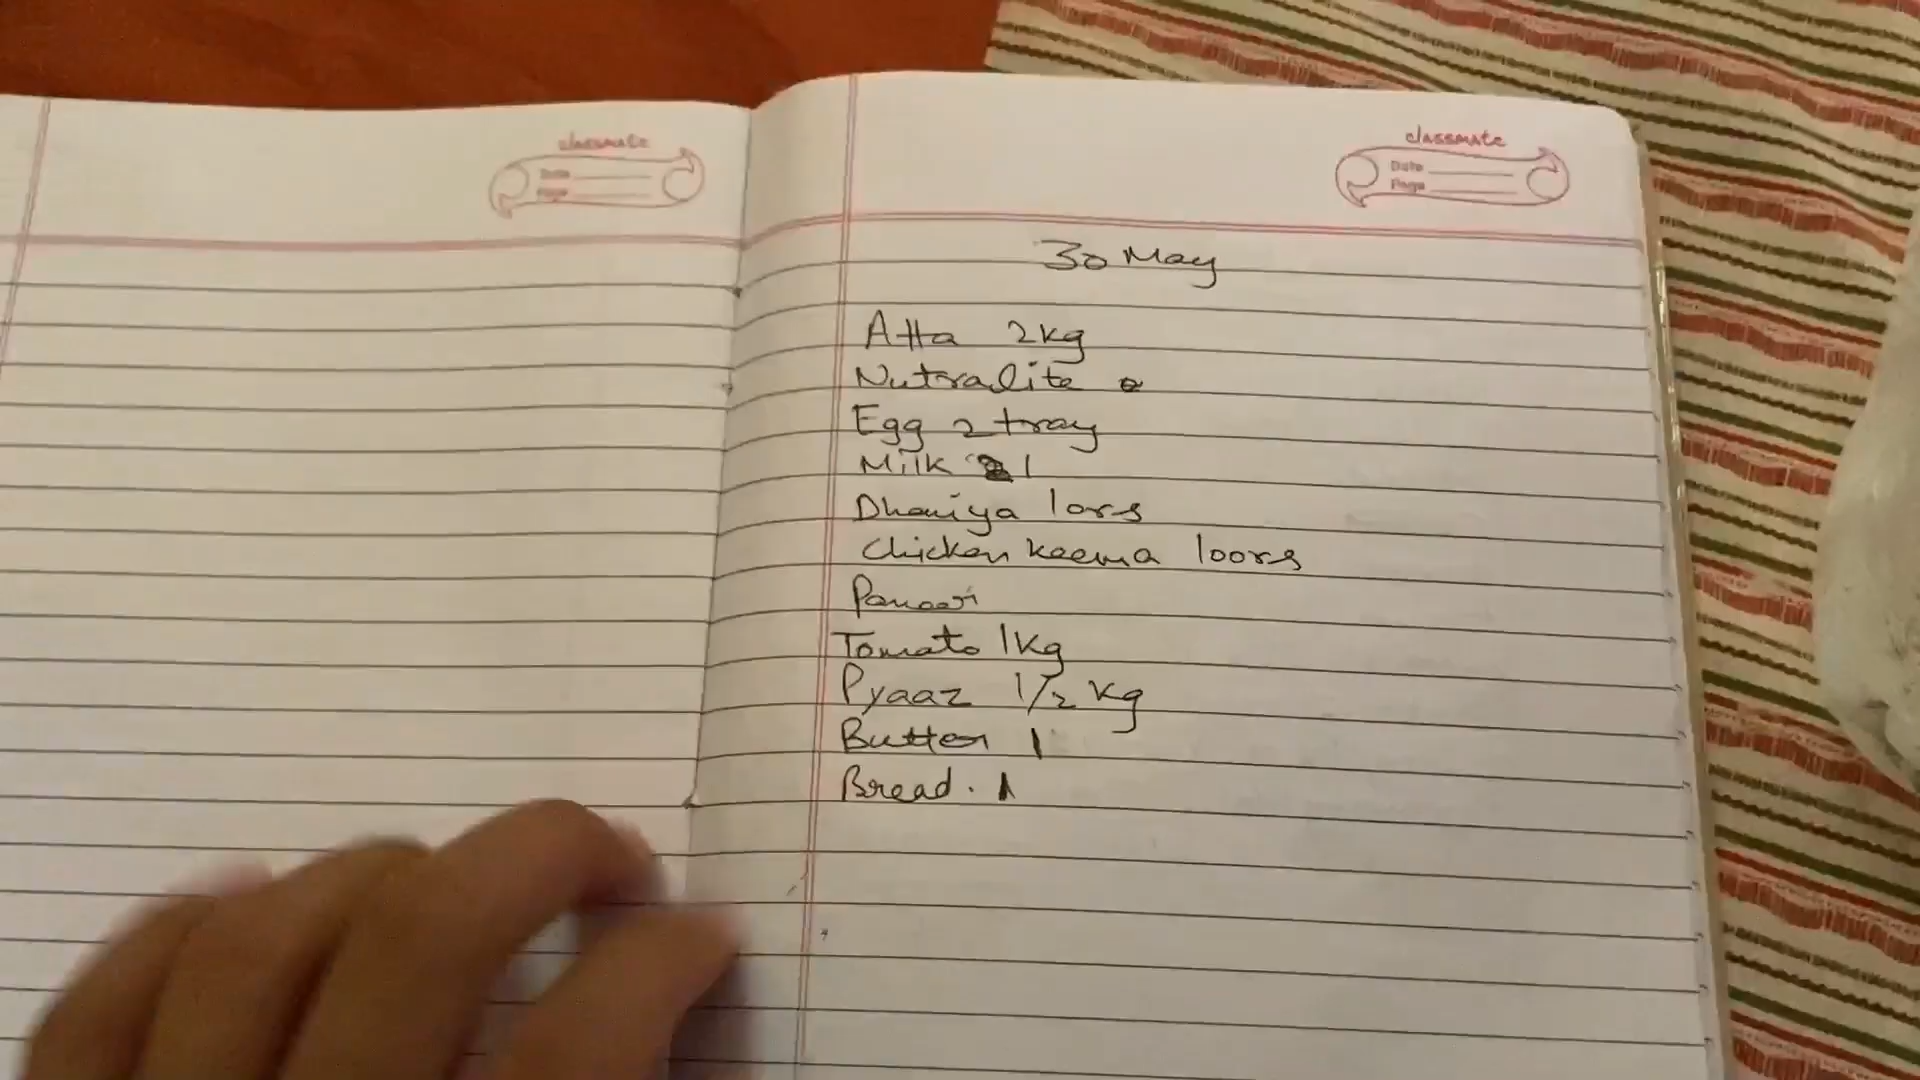 classmate
Date
Page
classmate
Date
Page
30 May
Atta 2kg
Nutralite
Egg 2 tray
Milk 1
Dhaniya 10rs
Chicken keema 100rs
Tomato 1kg
Pyaaz 1/2 kg
Butter 1
Bread. 1